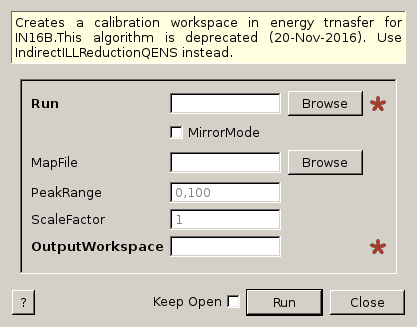 Creates a calibration workspace in energy trnasfer for
IN16B.This algorithm is deprecated (20-Nov-2016). Use
IndirectILLReductionQENS instead.
Run Browse *
MirrorMode
MapFile Browse
PeakRange 0,100
ScaleFactor 1
OutputWorkspace *
? Keep Open Run Close